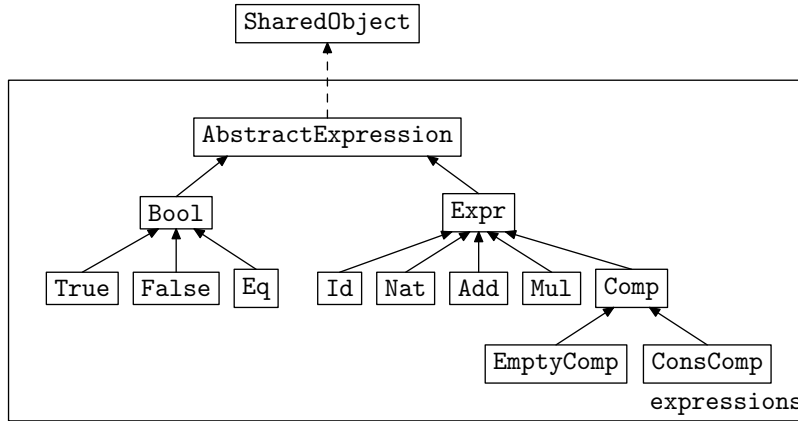 SharedObject
AbstractExpression
Bool Expr
True False Eq Id Nat Add Mul Comp
EmptyComp ConsComp
expressions